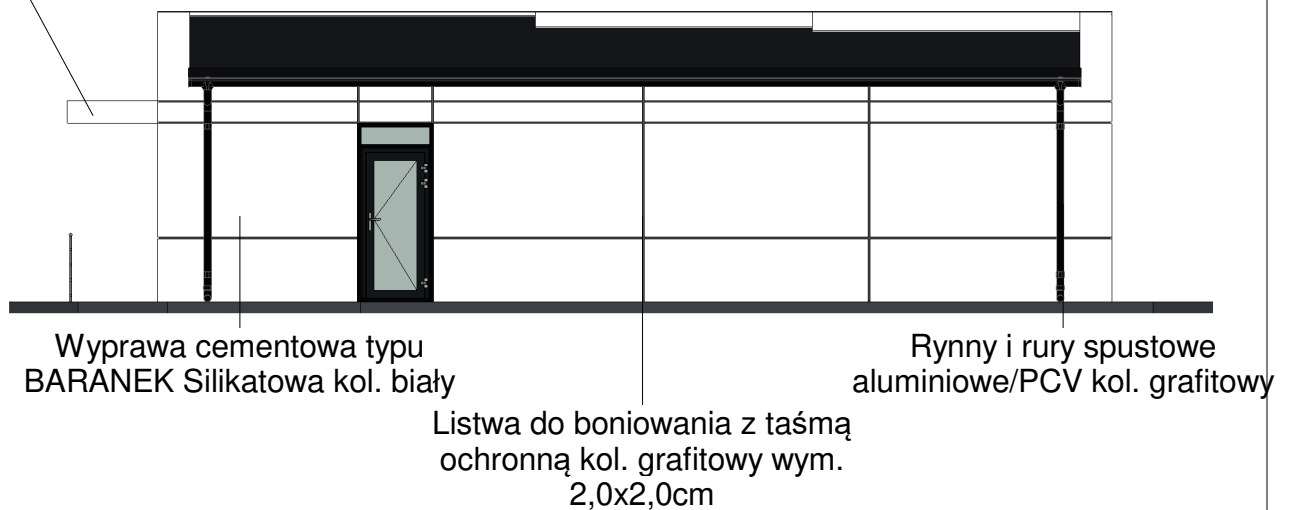 Wyprawa cementowa typu
BARANEK Silikatowa kol. biały
Listwa do boniowania z taśmą
ochronną kol. grafitowy wym.
2,0x2,0cm
Rynny i rury spustowe
aluminiowe/PCV kol. grafitowy